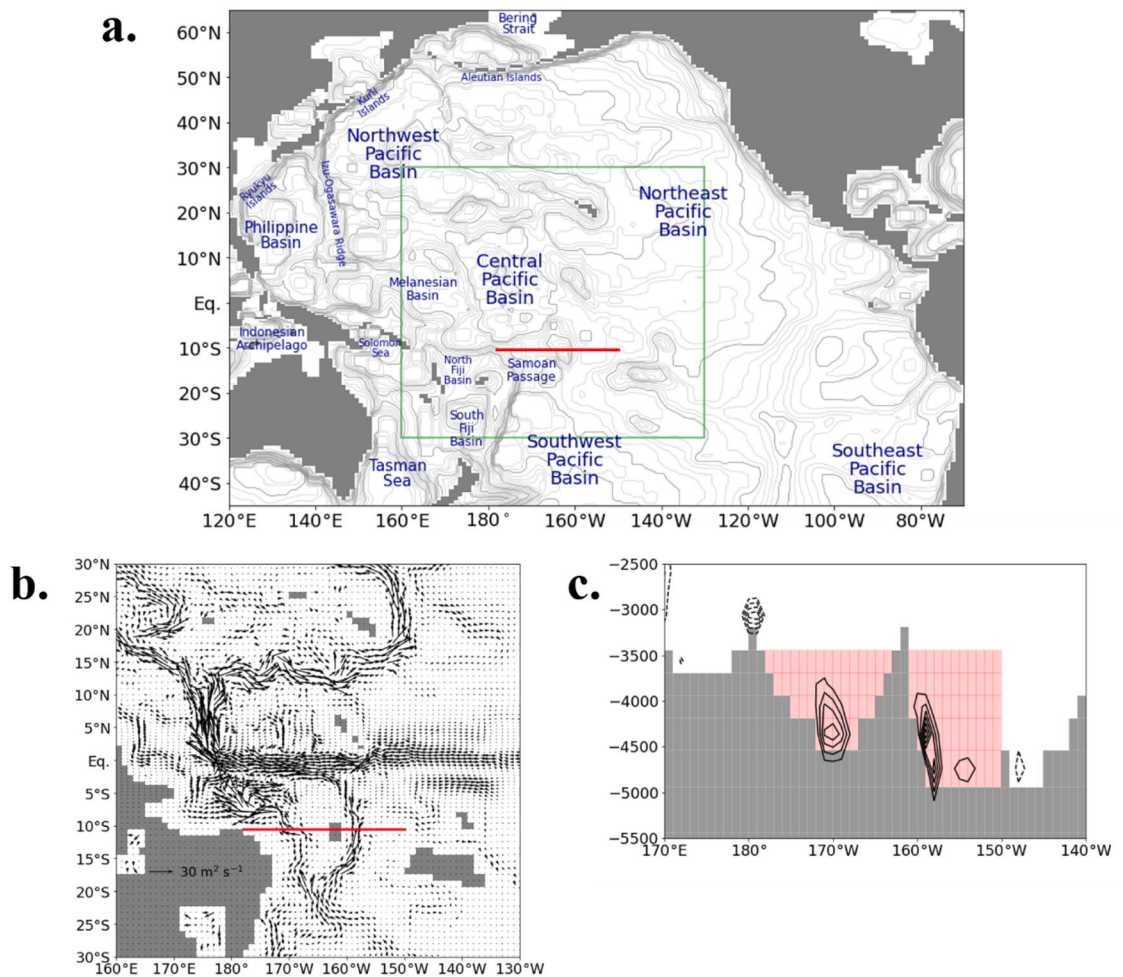 a.
Bering
Strait
60°N
50°N
40°N
30°N
20°N
10°N
Eq.
10°S
20°S
30°S
40°S
Aleutian Islands
Kuril
Islands
Northwest
Pacific
Basin
Ryukyu
Islands
Izu-Ogasawara Ridge
Northeast
Pacific
Basin
Philippine
Basin
Central
Pacific
Basin
Melanesian
Basin
Indonesian
Archipelago
Solomon
Sea
North
Fiji
Basin
Samoan
Passage
South
Fiji
Basin
Southwest
Pacific
Basin
Southeast
Pacific
Basin
Tasman
Sea
120°E 140°E 160°E 180° 160°W 140°W 120°W 100°W 80°W
b.
30°N
25°N
20°N
15°N
10°N
5°N
Eq.
5°S
10°S
15°S
20°S
25°S
30°S
30 m² s⁻¹
160°E 170°E 180° 170°W 160°W 150°W 140°W 130°W
c.
−2500
−3000
−3500
−4000
−4500
−5000
−5500
170°E 180° 170°W 160°W 150°W 140°W